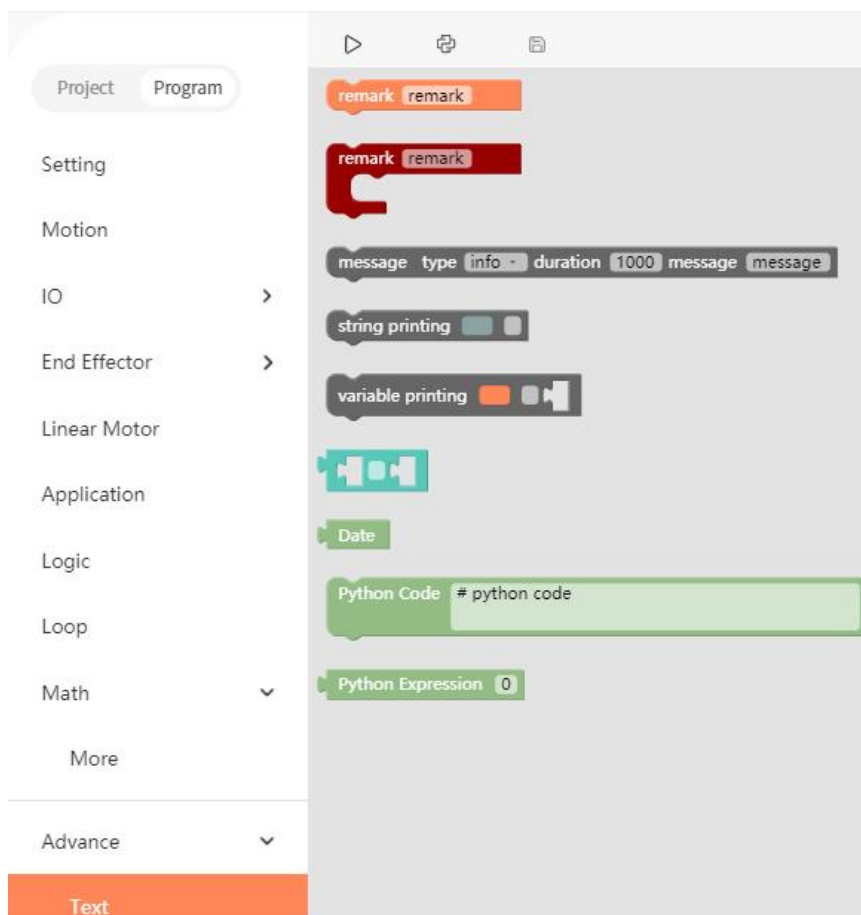 Project Program
Setting
Motion
IO
End Effector
Linear Motor
Application
Logic
Loop
Math
More
Advance
Text
remark remark
remark remark
message type info duration 1000 message message
string printing
variable printing
Date
Python Code # python code
Python Expression 0